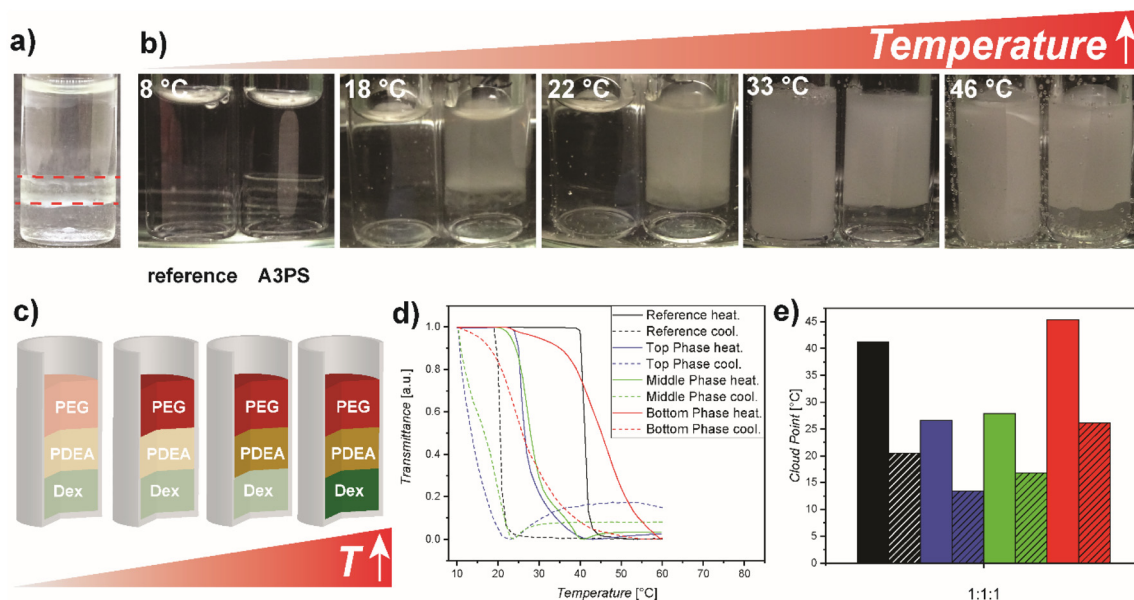 a)
b)
Temperature
8 °C
18 °C
22 °C
33 °C
46 °C
reference
A3PS
c)
PEG
PDEA
Dex
PEG
PDEA
Dex
PEG
PDEA
Dex
PEG
PDEA
Dex
T
d)
1.0
0.8
0.6
0.4
0.2
0.0
Transmittance [a.u.]
10 20 30 40 50 60 70 80
Temperature [°C]
Reference heat.
Reference cool.
Top Phase heat.
Top Phase cool.
Middle Phase heat.
Middle Phase cool.
Bottom Phase heat.
Bottom Phase cool.
e)
45
40
35
30
25
20
15
10
5
0
Cloud Point [°C]
1:1:1